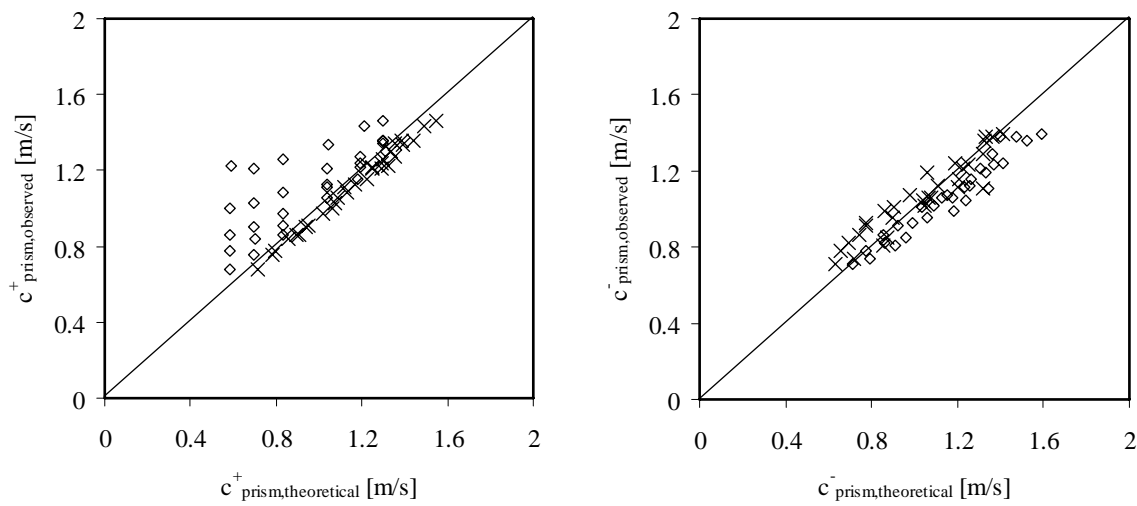 2
1.6
1.2
0.8
0.4
0
0 0.4 0.8 1.2 1.6 2
c+prism,observed [m/s]
c+prism,theoretical [m/s]
2
1.6
1.2
0.8
0.4
0
0 0.4 0.8 1.2 1.6 2
c-prism,observed [m/s]
c-prism,theoretical [m/s]